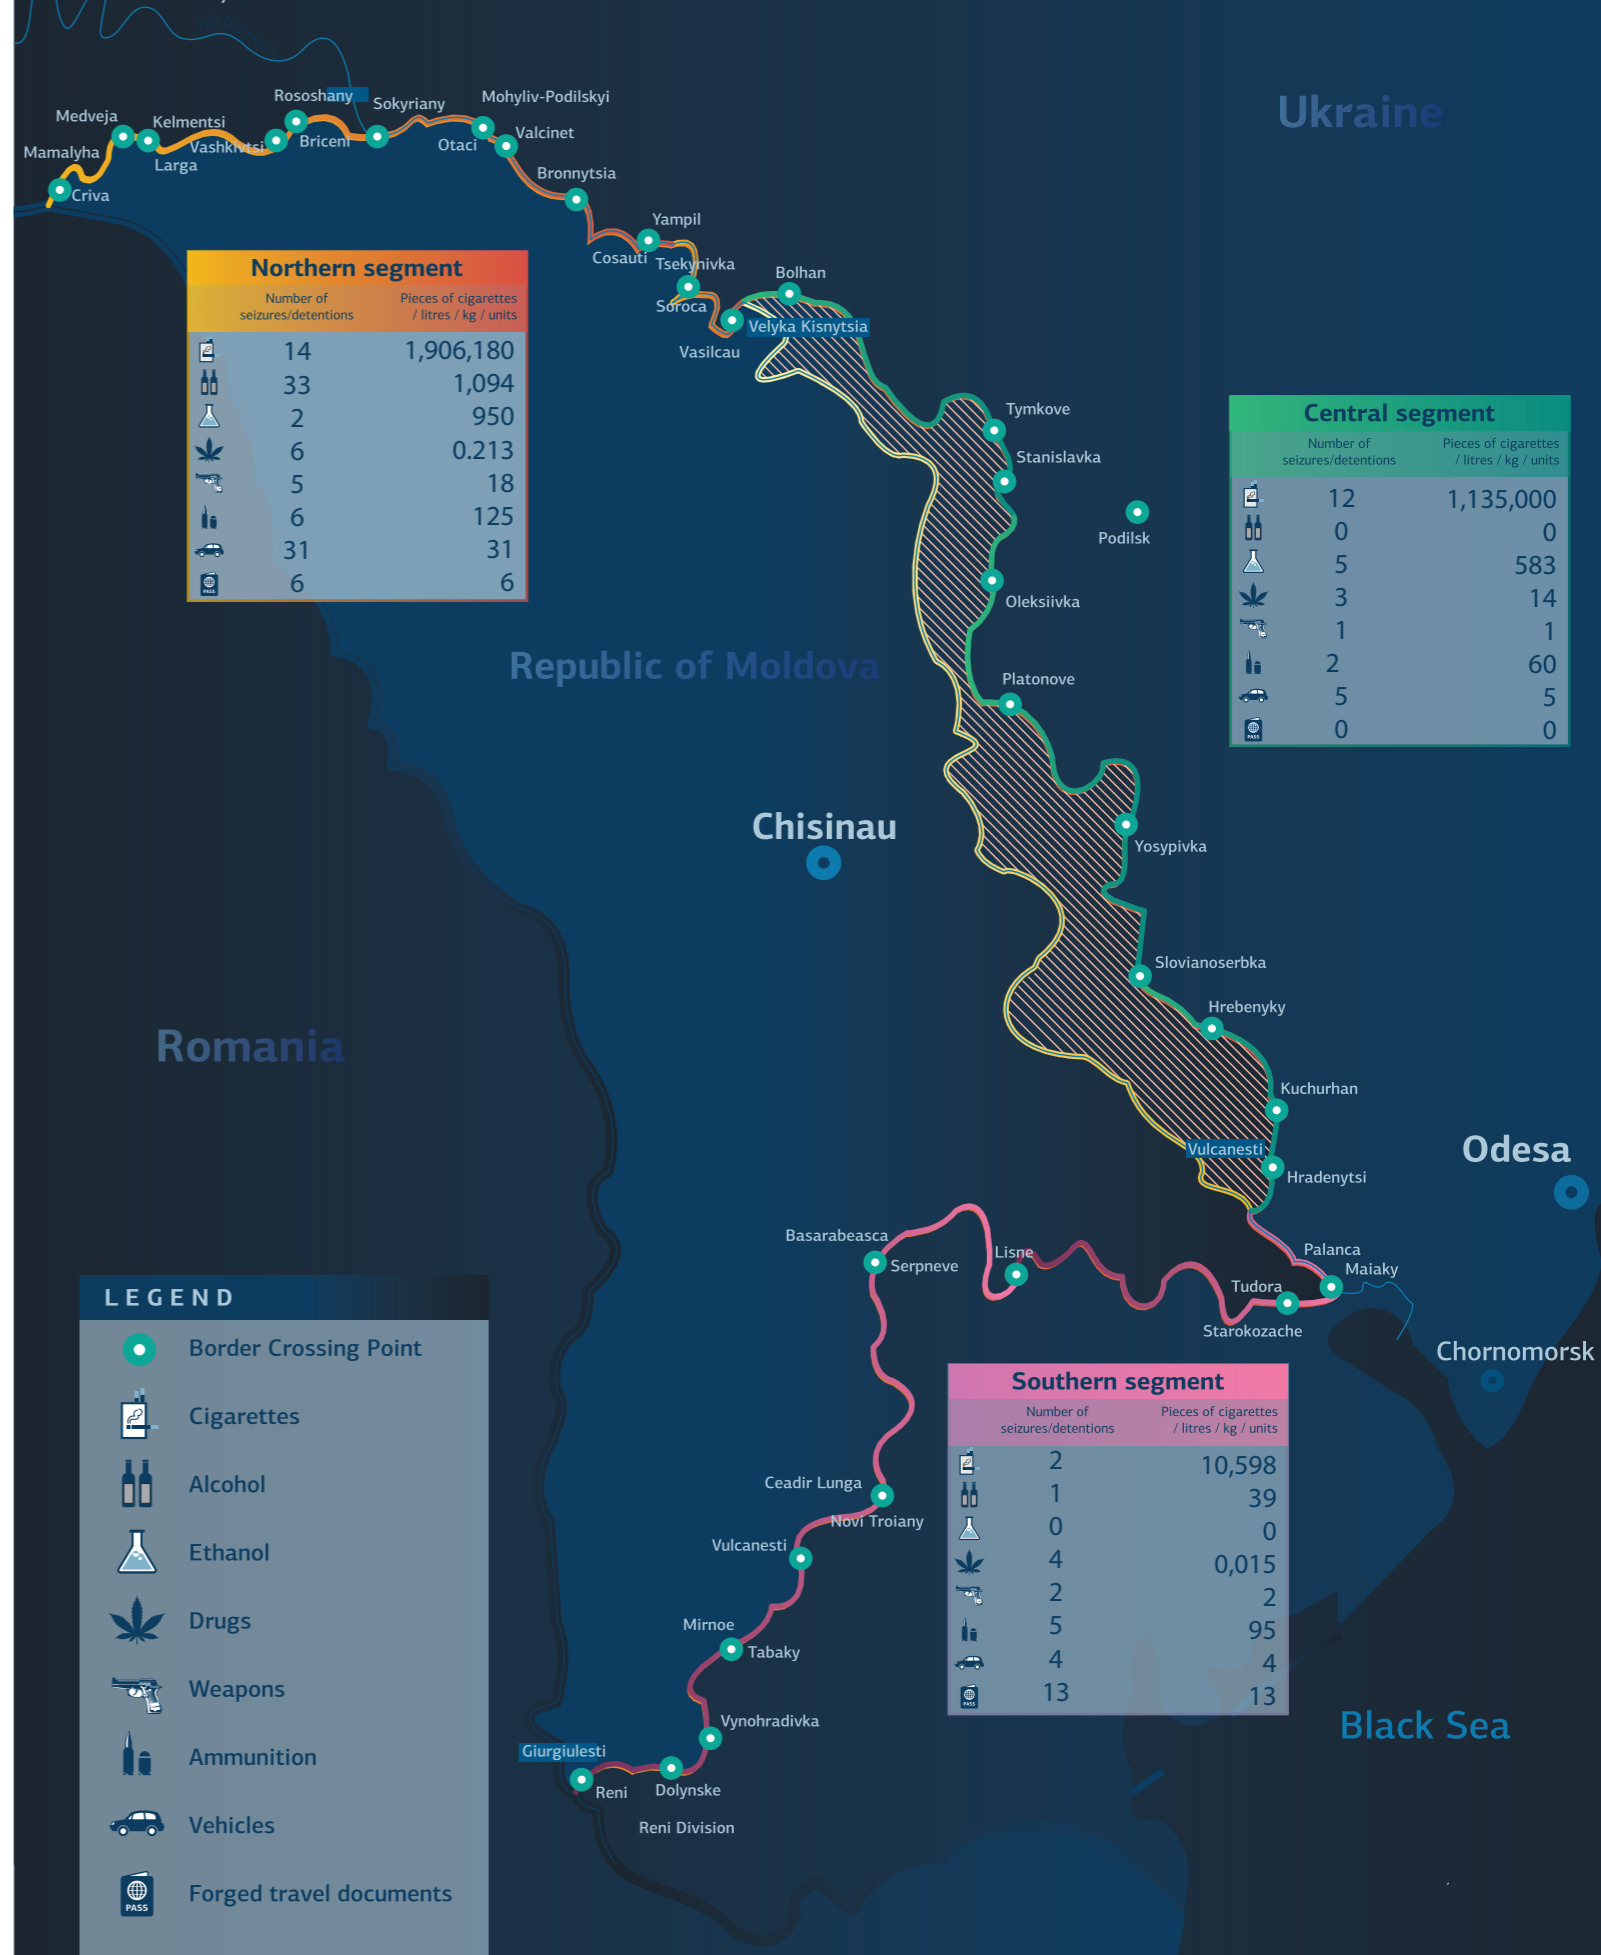 Nistru river
Rososhany
Sokyriany
Mohyliv-Podilskyi
Medveja
Kelmentsi
Valcinet
Mamalyha
Vashkivtsi
Briceni
Otaci
Larga
Criva
Bronnytsia
Yampil
Cosauti
Tsekynivka
Bolhan
Soroca
Velyka Kisnytsia
Vasilcau
Ukraine
Northern segment
Number of seizures/detentions
Pieces of cigarettes / litres / kg / units
14 1,906,180
33 1,094
2 950
6 0.213
5 18
6 125
31 31
6 6
Tymkove
Stanislavka
Podilsk
Oleksiivka
Central segment
Number of seizures/detentions
Pieces of cigarettes / litres / kg / units
12 1,135,000
0 0
5 583
3 14
1 1
2 60
5 5
0 0
Republic of Moldova
Platonove
Chisinau
Yosypivka
Slovianoserbka
Hrebenyky
Romania
Kuchurhan
Vulcanesti
Hradenytsi
Odesa
Basarabeasca
Serpneve
Lisne
Palanca
Maiaky
Tudora
Starokozache
Chornomorsk
Southern segment
Number of seizures/detentions
Pieces of cigarettes / litres / kg / units
2 10,598
1 39
0 0
4 0,015
2 2
5 95
4 4
13 13
Ceadir Lunga
Novi Troiany
Vulcanesti
Mirnoe
Tabaky
Vynohradivka
Giurgiulesti
Reni
Dolynske
Reni Division
Black Sea
LEGEND
Border Crossing Point
Cigarettes
Alcohol
Ethanol
Drugs
Weapons
Ammunition
Vehicles
PASS
Forged travel documents